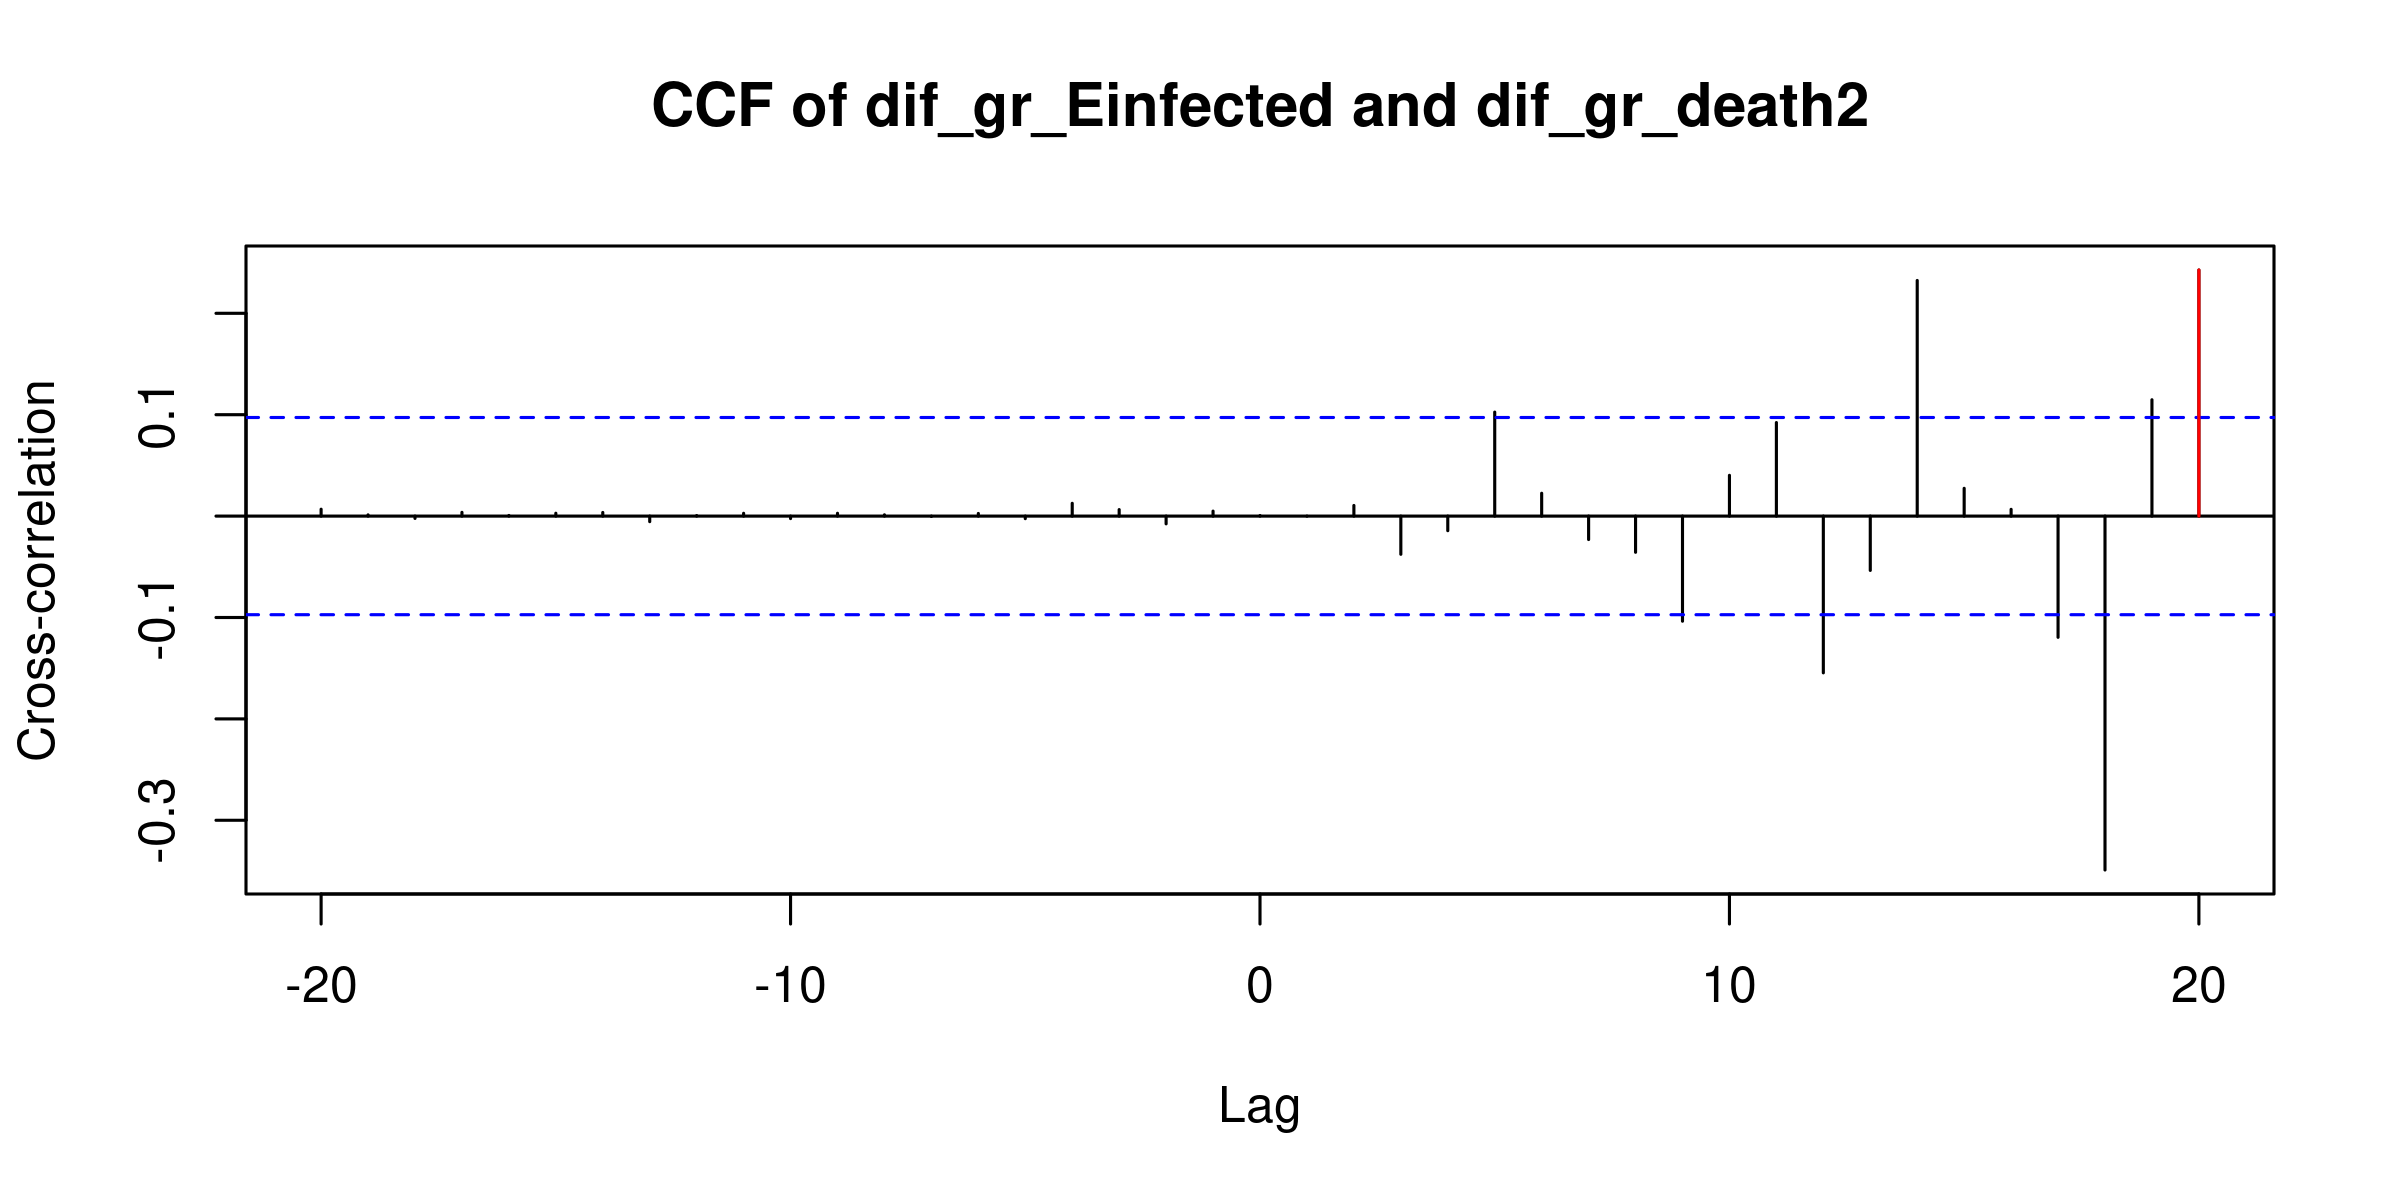 CCF of dif_gr_Einfected and dif_gr_death2
Cross-correlation
0.1
-0.1
-0.3
-20 -10 0 10 20
Lag